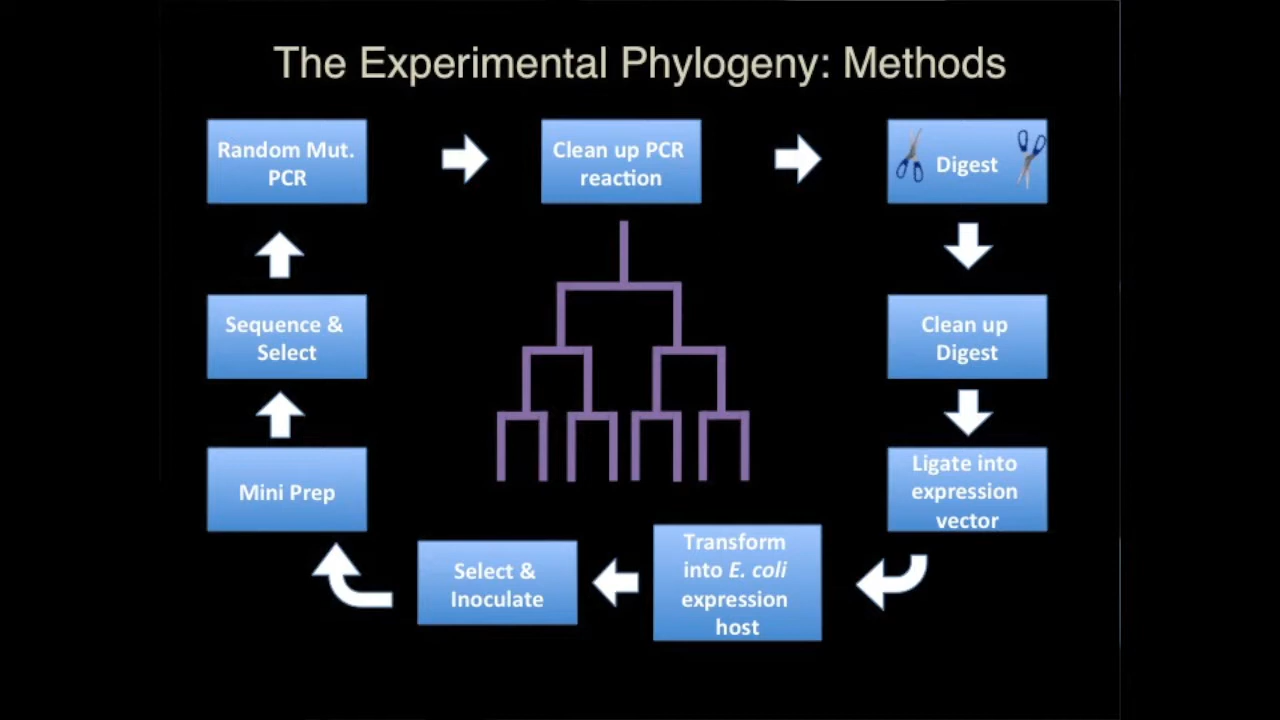 The Experimental Phylogeny: Methods
Random Mut.
PCR
Clean up PCR
reaction
Digest
Clean up
Digest
Ligate into
expression
vector
Transform
into E. coli
expression
host
Select &
Inoculate
Mini Prep
Sequence &
Select